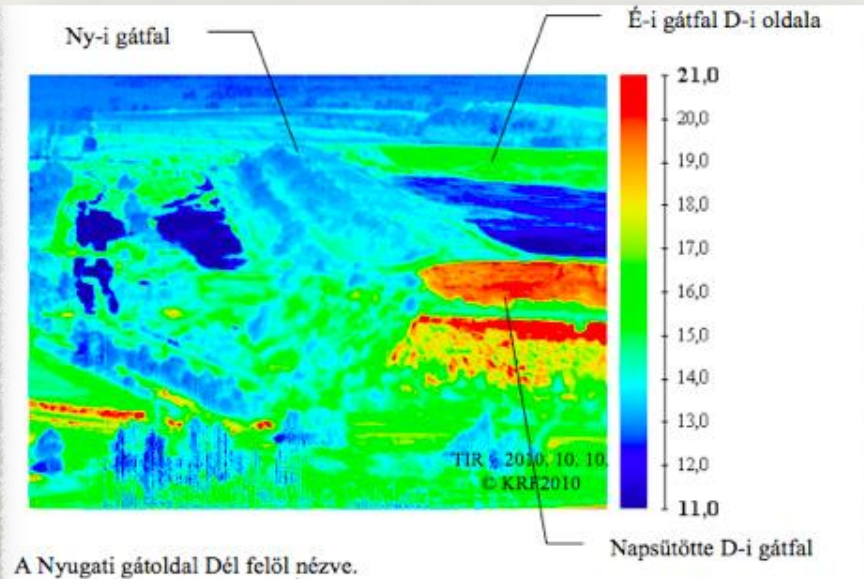 Ny-i gátfal
É-i gátfal D-i oldala
21,0
20,0
19,0
18,0
17,0
16,0
15,0
14,0
13,0
12,0
11,0
TIR - 2010. 10. 10.
© KRF2010
Napsütötte D-i gátfal
A Nyugati gátoldal Dél felöl nézve.